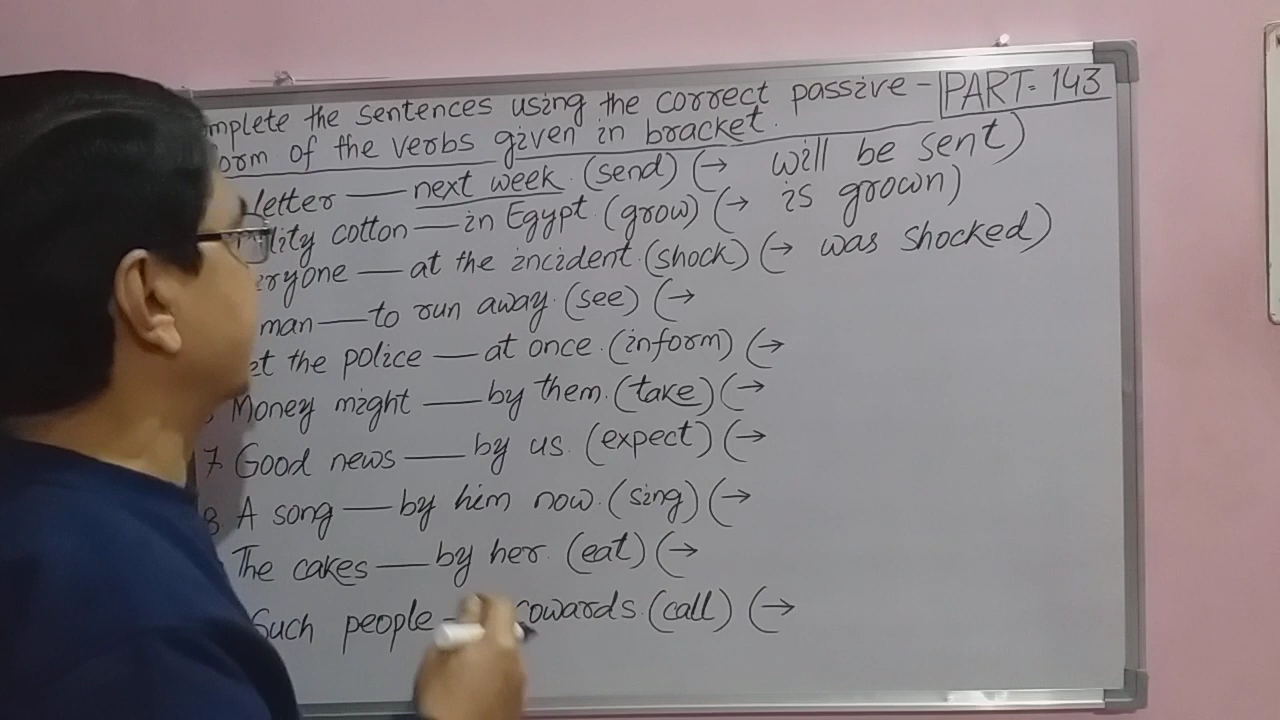 mplete the sentences using the correct passive - PART- 143
orm of the verbs given in bracket.
letter — next week. (send) (→ will be sent)
lity cotton — in Egypt. (grow) (→ is grown)
eryone — at the incident. (shock) (→ was shocked)
man — to run away. (see) (→
et the police — at once. (inform) (→
Money might — by them. (take) (→
7. Good news — by us. (expect) (→
8 A song — by him now. (sing) (→
The cakes — by her. (eat) (→
Such people — cowards. (call) (→